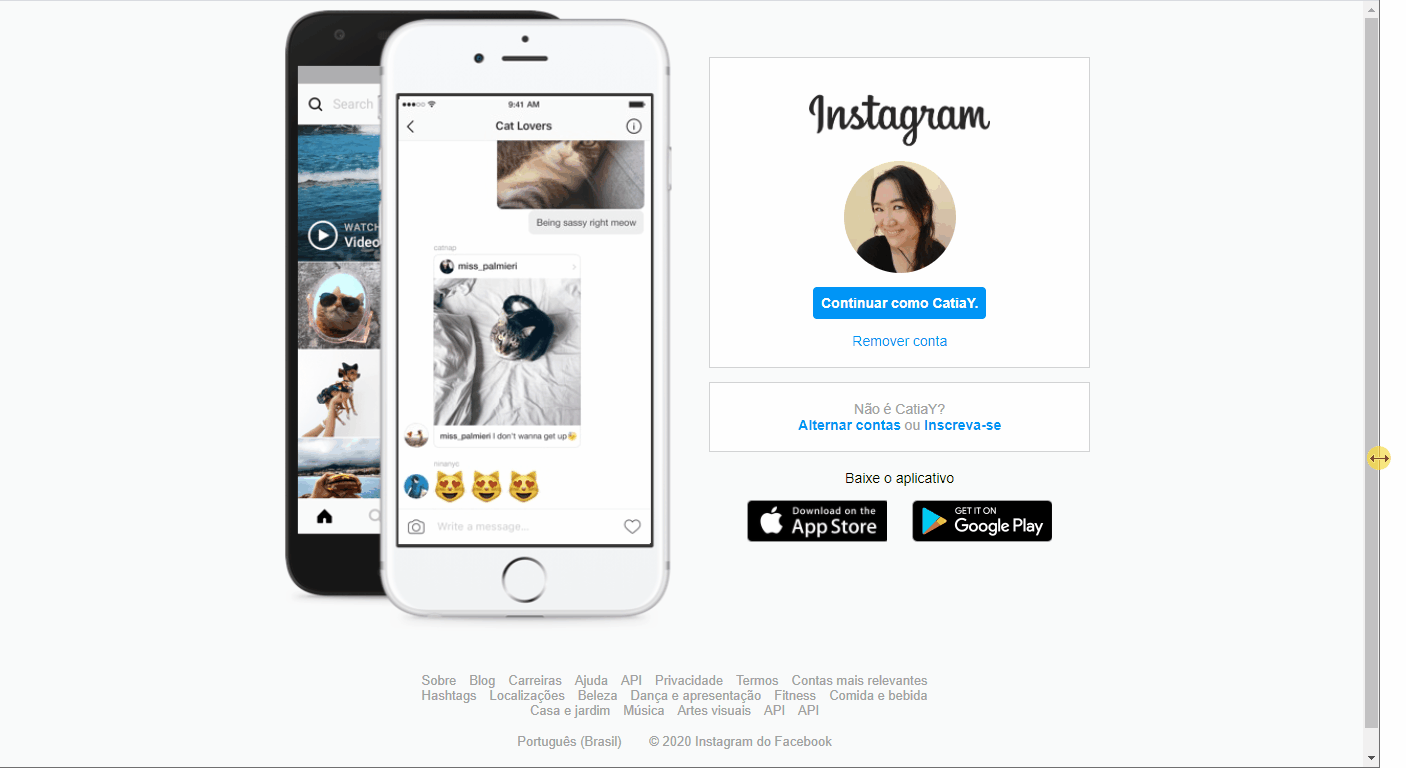 Search
WATCH
Video
9:41 AM
Cat Lovers
Being sassy right meow
catnap
miss_palmieri
miss_palmieri I don't wanna get up
ninanyc
Write a message...
Instagram
Continuar como CatiaY.
Remover conta
Não é CatiaY?
Alternar contas ou Inscreva-se
Baixe o aplicativo
Download on the
App Store
GET IT ON
Google Play
Sobre Blog Carreiras Ajuda API Privacidade Termos Contas mais relevantes
Hashtags Localizações Beleza Dança e apresentação Fitness Comida e bebida
Casa e jardim Música Artes visuais API API
Português (Brasil) © 2020 Instagram do Facebook